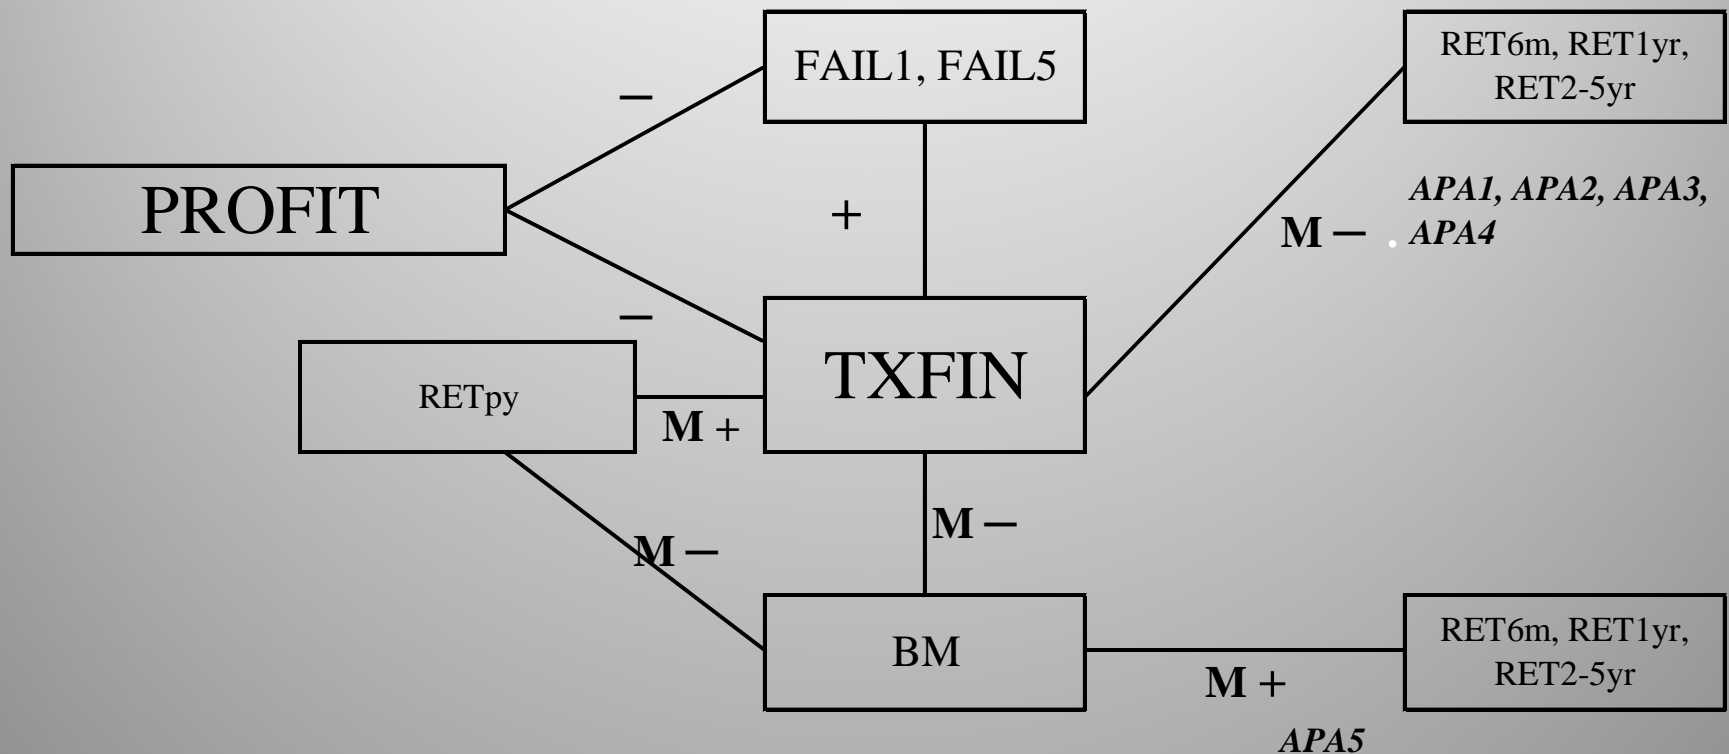 FAIL1, FAIL5
RET6m, RET1yr,
RET2-5yr
—
PROFIT
APA1, APA2, APA3,
APA4
+
M —
—
TXFIN
RETpy
M +
M —
M —
BM
RET6m, RET1yr,
RET2-5yr
M +
APA5